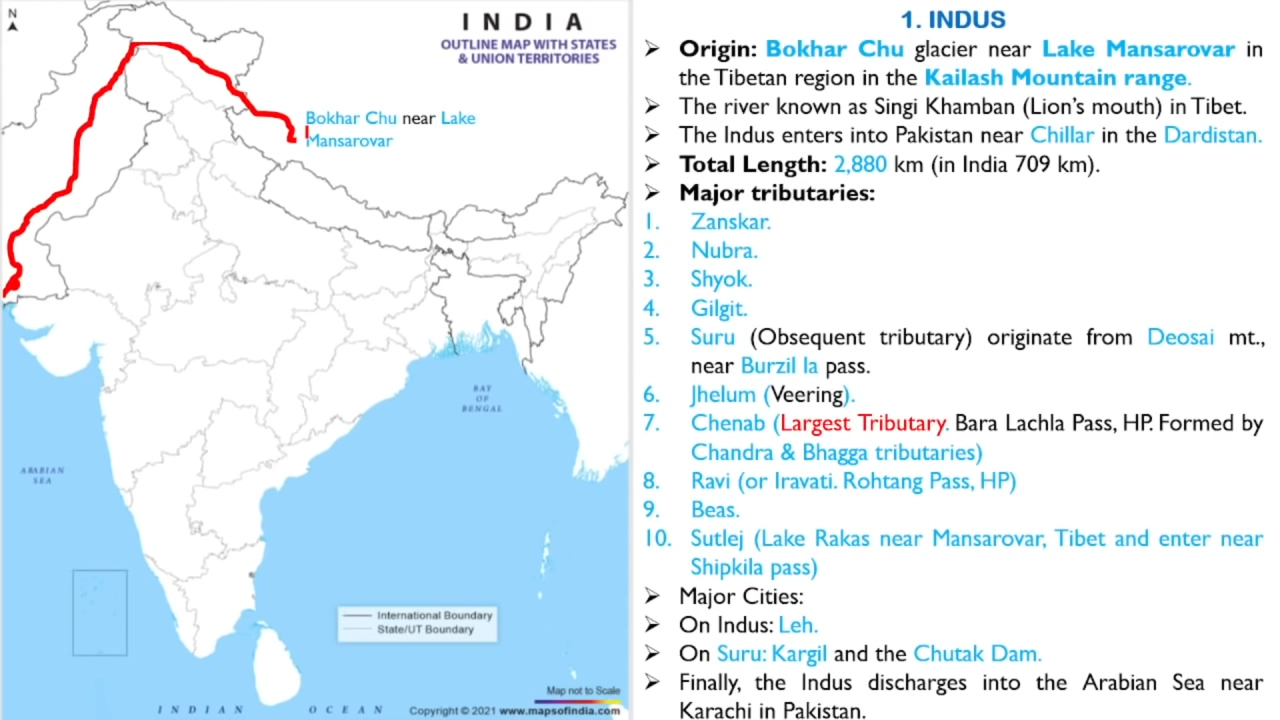 N
INDIA
OUTLINE MAP WITH STATES
& UNION TERRITORIES
Bokhar Chu near Lake
Mansarovar
BAY
OF
BENGAL
ARABIAN
SEA
International Boundary
State/UT Boundary
Map not to Scale
INDIAN OCEAN
Copyright © 2021 www.mapsofindia.com
1. INDUS
➢ Origin: Bokhar Chu glacier near Lake Mansarovar in
the Tibetan region in the Kailash Mountain range.
➢ The river known as Singi Khamban (Lion's mouth) in Tibet.
➢ The Indus enters into Pakistan near Chillar in the Dardistan.
➢ Total Length: 2,880 km (in India 709 km).
➢ Major tributaries:
1. Zanskar.
2. Nubra.
3. Shyok.
4. Gilgit.
5. Suru (Obsequent tributary) originate from Deosai mt.,
near Burzil la pass.
6. Jhelum (Veering).
7. Chenab (Largest Tributary. Bara Lachla Pass, HP. Formed by
Chandra & Bhagga tributaries)
8. Ravi (or Iravati. Rohtang Pass, HP)
9. Beas.
10. Sutlej (Lake Rakas near Mansarovar, Tibet and enter near
Shipkila pass)
➢ Major Cities:
➢ On Indus: Leh.
➢ On Suru: Kargil and the Chutak Dam.
➢ Finally, the Indus discharges into the Arabian Sea near
Karachi in Pakistan.